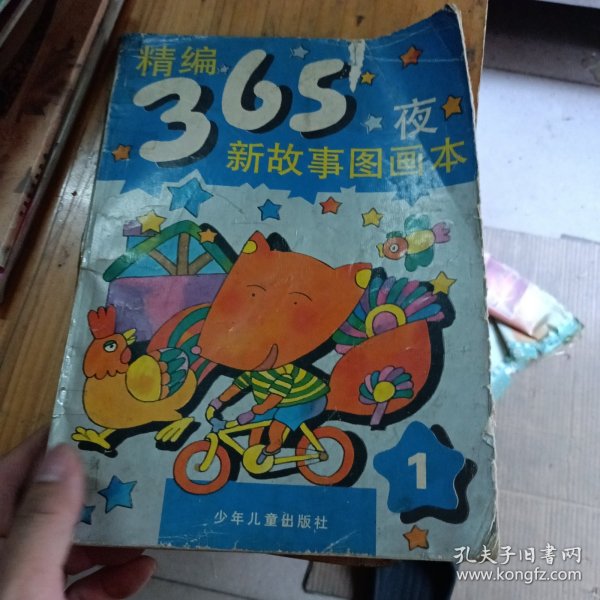 精编
365
夜
新故事图画本
1
少年儿童出版社
孔夫子旧书网
www.kongfz.com